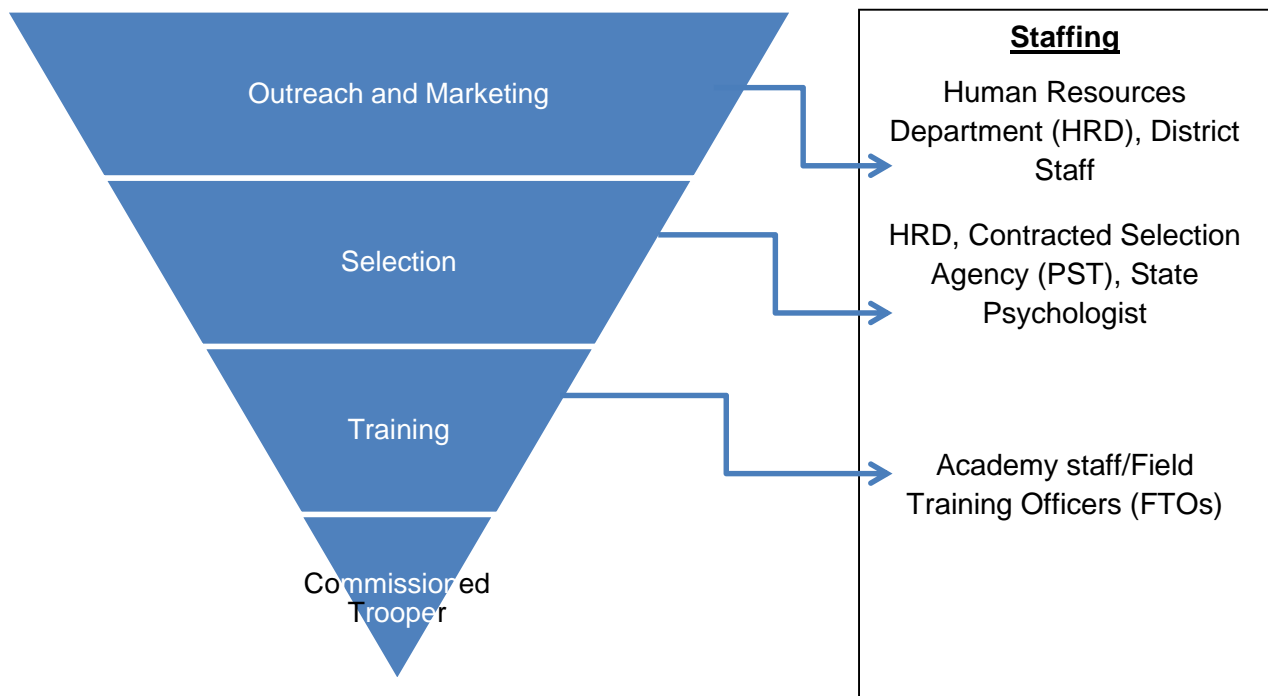 Outreach and Marketing
Selection
Training
Commissioned
Trooper
Staffing
Human Resources
Department (HRD), District
Staff
HRD, Contracted Selection
Agency (PST), State
Psychologist
Academy staff/Field
Training Officers (FTOs)